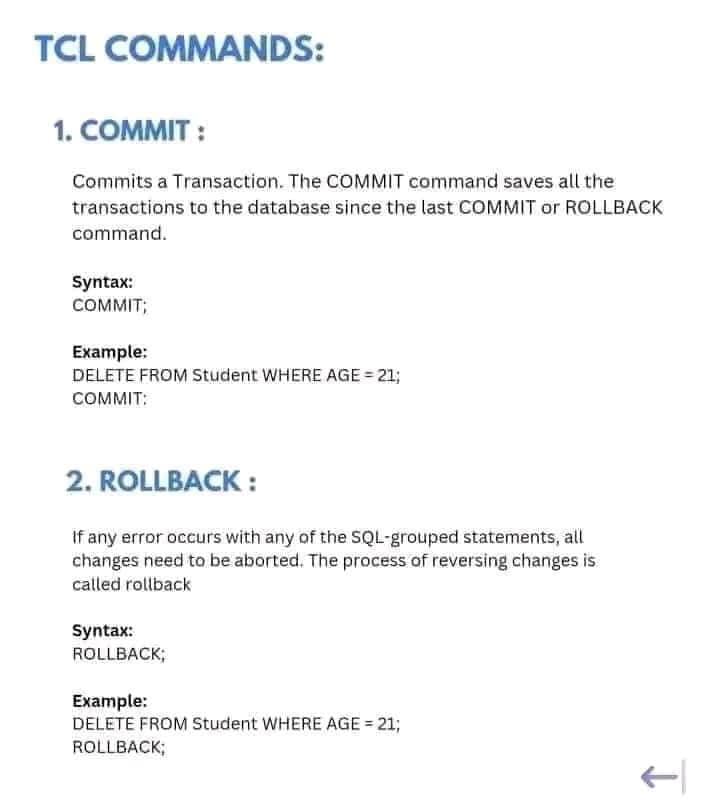 TCL COMMANDS:
1. COMMIT :
Commits a Transaction. The COMMIT command saves all the
transactions to the database since the last COMMIT or ROLLBACK
command.
Syntax:
COMMIT;
Example:
DELETE FROM Student WHERE AGE = 21;
COMMIT:
2. ROLLBACK :
If any error occurs with any of the SQL-grouped statements, all
changes need to be aborted. The process of reversing changes is
called rollback
Syntax:
ROLLBACK;
Example:
DELETE FROM Student WHERE AGE = 21;
ROLLBACK;